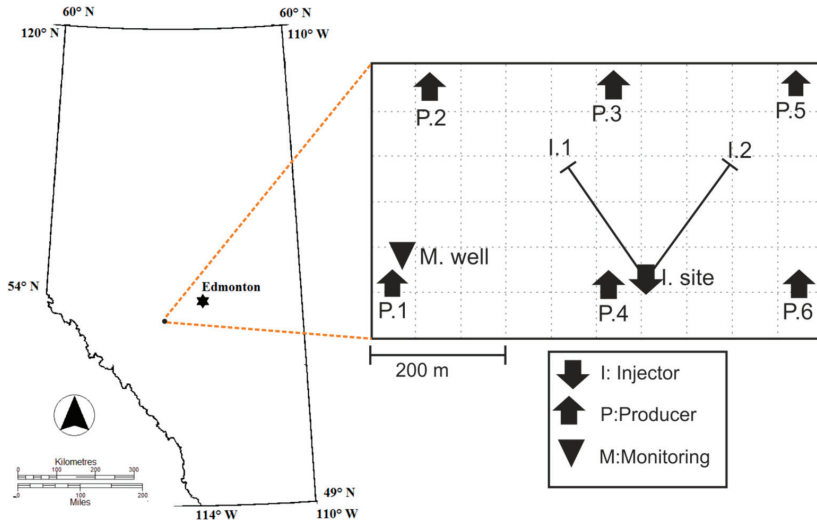 60° N
120° N
60° N
110° W
54° N
Edmonton
Kilometres
0 100 200 300
0 100 200
Miles
114° W
49° N
110° W
P.2
P.3
P.5
I.1
I.2
M. well
I. site
P.1
P.4
P.6
200 m
I: Injector
P:Producer
M:Monitoring